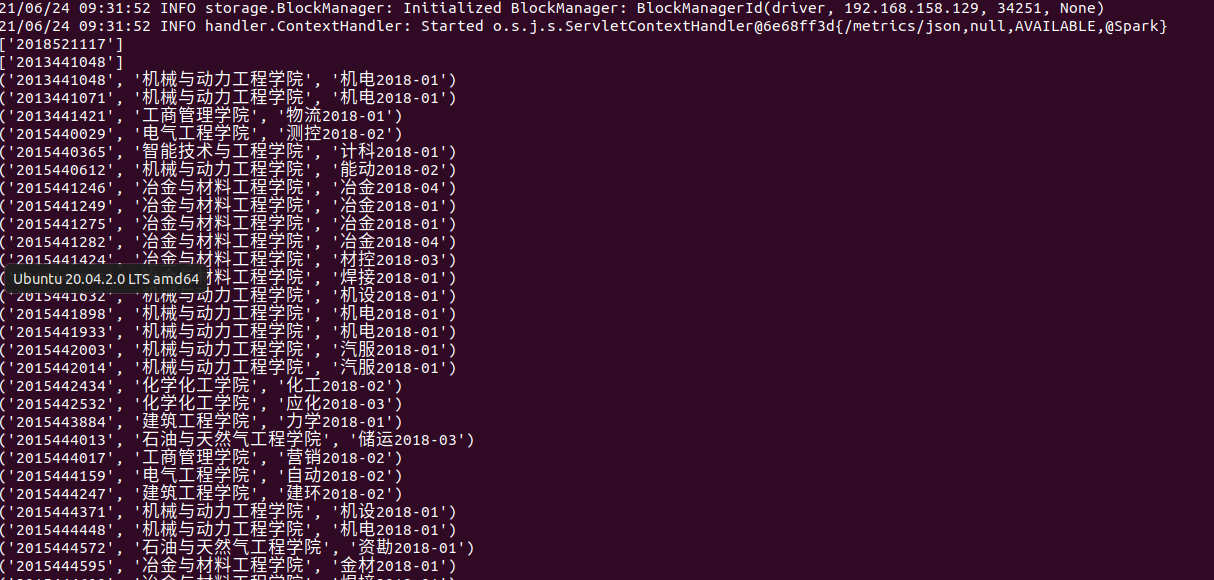 21/06/24 09:31:52 INFO storage.BlockManager: Initialized BlockManager: BlockManagerId(driver, 192.168.158.129, 34251, None)
21/06/24 09:31:52 INFO handler.ContextHandler: Started o.s.j.s.ServletContextHandler@6e68ff3d{/metrics/json,null,AVAILABLE,@Spark}
['2018521117']
['2013441048']
('2013441048', '机械与动力工程学院', '机电2018-01')
('2013441071', '机械与动力工程学院', '机电2018-01')
('2013441421', '工商管理学院', '物流2018-01')
('2015440029', '电气工程学院', '测控2018-02')
('2015440365', '智能技术与工程学院', '计科2018-01')
('2015440612', '机械与动力工程学院', '能动2018-02')
('2015441246', '冶金与材料工程学院', '冶金2018-04')
('2015441249', '冶金与材料工程学院', '冶金2018-01')
('2015441275', '冶金与材料工程学院', '冶金2018-01')
('2015441282', '冶金与材料工程学院', '冶金2018-04')
('2015441424', '冶金与材料工程学院', '材控2018-03')
Ubuntu 20.04.2.0 LTS amd64
材料工程学院', '焊接2018-01')
('2015441632', '机械与动力工程学院', '机设2018-01')
('2015441898', '机械与动力工程学院', '机电2018-01')
('2015441933', '机械与动力工程学院', '机电2018-01')
('2015442003', '机械与动力工程学院', '汽服2018-01')
('2015442014', '机械与动力工程学院', '汽服2018-01')
('2015442434', '化学化工学院', '化工2018-02')
('2015442532', '化学化工学院', '应化2018-03')
('2015443884', '建筑工程学院', '力学2018-01')
('2015444013', '石油与天然气工程学院', '储运2018-03')
('2015444017', '工商管理学院', '营销2018-02')
('2015444159', '电气工程学院', '自动2018-02')
('2015444247', '建筑工程学院', '建环2018-02')
('2015444371', '机械与动力工程学院', '机设2018-01')
('2015444448', '机械与动力工程学院', '机电2018-01')
('2015444572', '石油与天然气工程学院', '资勘2018-01')
('2015444595', '冶金与材料工程学院', '金材2018-01')